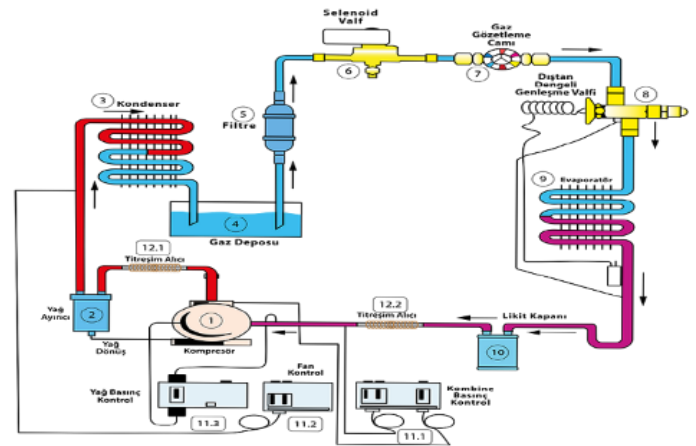 Selenoid
Valf
6
Gaz
Gözetleme
Camı
7
Dıştan
Dengeli
Genleşme Valfi
8
3
Kondenser
5
Filtre
9
Evaporatör
4
Gaz Deposu
12.1
Titreşim Alıcı
Yağ
Ayırıcı
2
Yağ
Dönüş
1
Kompresör
12.2
Titreşim Alıcı
Likit Kapanı
10
Yağ Basınç
Kontrol
11.3
Fan
Kontrol
11.2
Kombine
Basınç
Kontrol
11.1